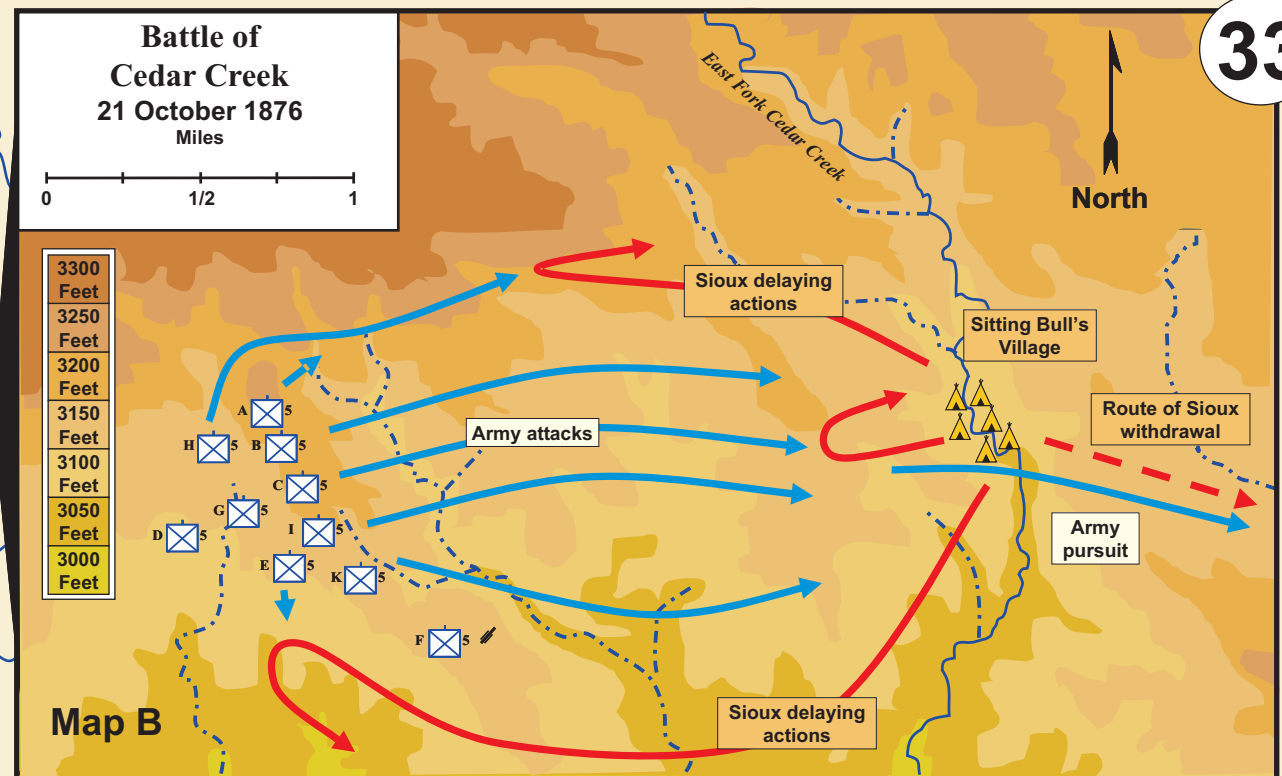 Battle of
Cedar Creek
21 October 1876
Miles
0 1/2 1
33
North
East Fork Cedar Creek
3300
Feet
3250
Feet
3200
Feet
3150
Feet
3100
Feet
3050
Feet
3000
Feet
Sioux delaying
actions
Sitting Bull's
Village
Route of Sioux
withdrawal
Army attacks
Army
pursuit
A 5
H 5
B 5
C 5
G 5
D 5
I 5
E 5
K 5
F 5
Sioux delaying
actions
Map B